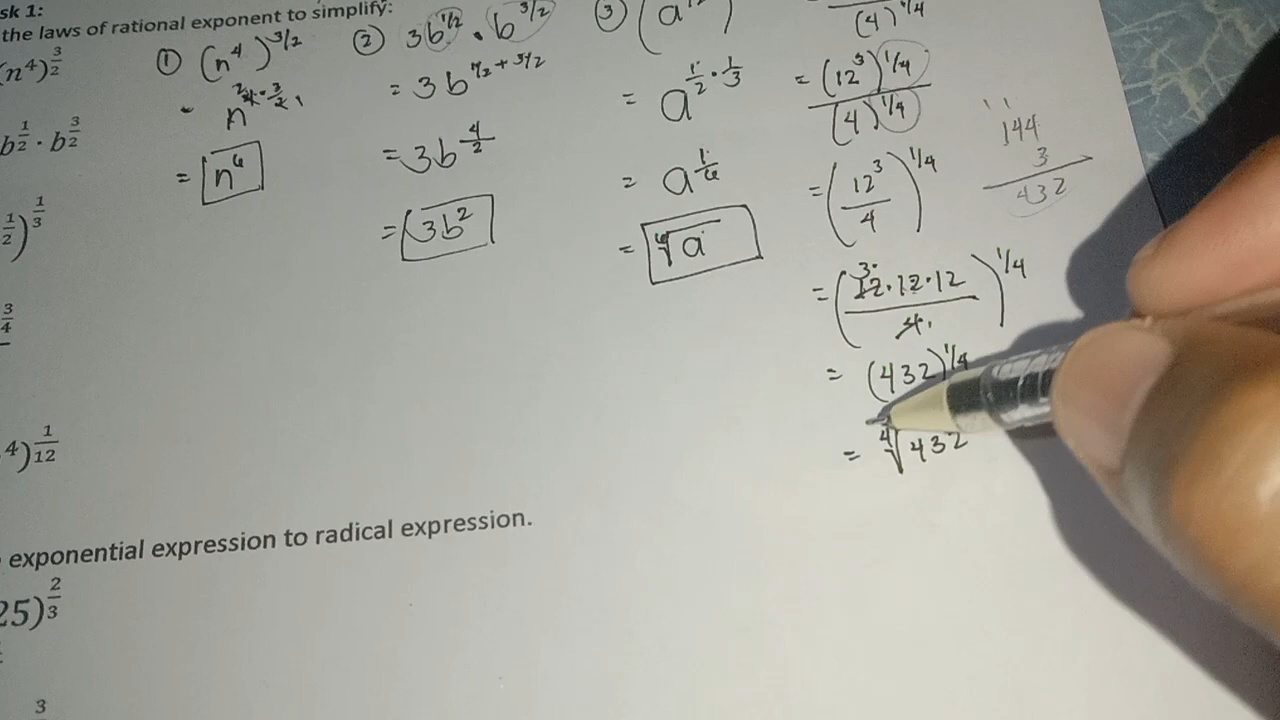 sk 1:
the laws of rational exponent to simplify:
(n⁴)^(3/2)
b^(1/2) · b^(3/2)
1/2)^(1/3)
3/4
4)^(1/12)
exponential expression to radical expression.
25)^(2/3)
3
① (n⁴)^(3/2)
n^(4·3/2)
= n⁶
② 3b^(1/2) · b^(3/2)
= 3b^(1/2 + 3/2)
= 3b^(4/2)
= 3b²
③ (a
= a^(1/2 · 1/3)
= a^(1/6)
= ⁶√a
(4)^(1/4)
= (12³)^(1/4) / (4)^(1/4)
= (12³/4)^(1/4)
= (12·12·12 / 4)^(1/4)
3
= (432)^(1/4)
= ⁴√432
144
3
432